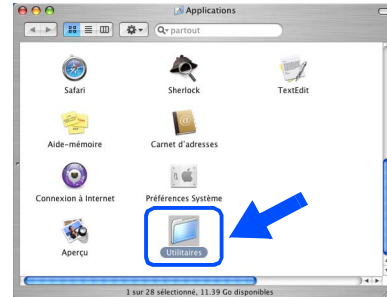 Applications
partout
Safari
Sherlock
TextEdit
Aide-mémoire
Carnet d'adresses
Connexion à Internet
Préférences Système
Aperçu
Utilitaires
1 sur 28 sélectionné, 11.39 Go disponibles